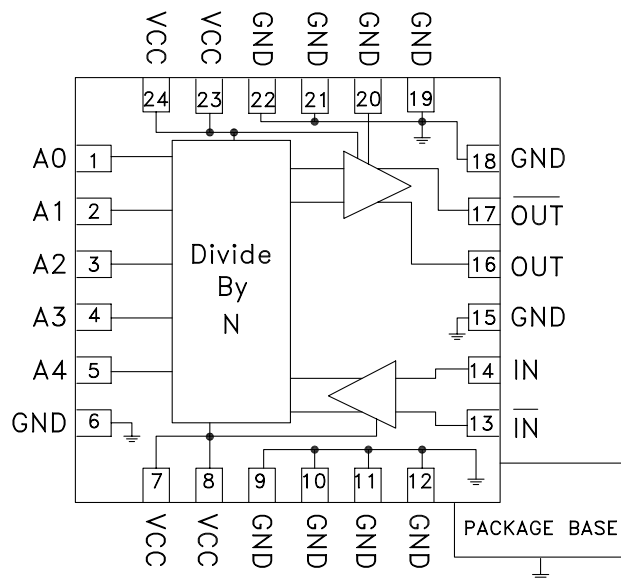 VCC VCC GND GND GND GND
24 23 22 21 20 19
A0 1
A1 2
A2 3
A3 4
A4 5
GND 6
Divide
By
N
18 GND
17 OUT
16 OUT
15 GND
14 IN
13 IN
7 8 9 10 11 12
VCC VCC GND GND GND GND
PACKAGE BASE